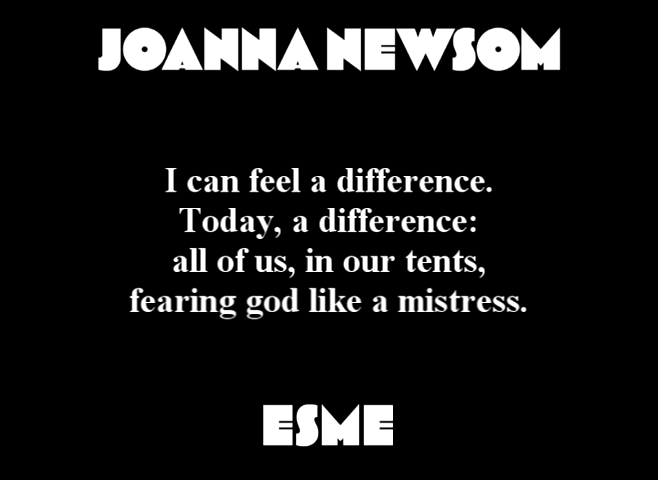 JOANNA NEWSOM
I can feel a difference.
Today, a difference:
all of us, in our tents,
fearing god like a mistress.
ESME